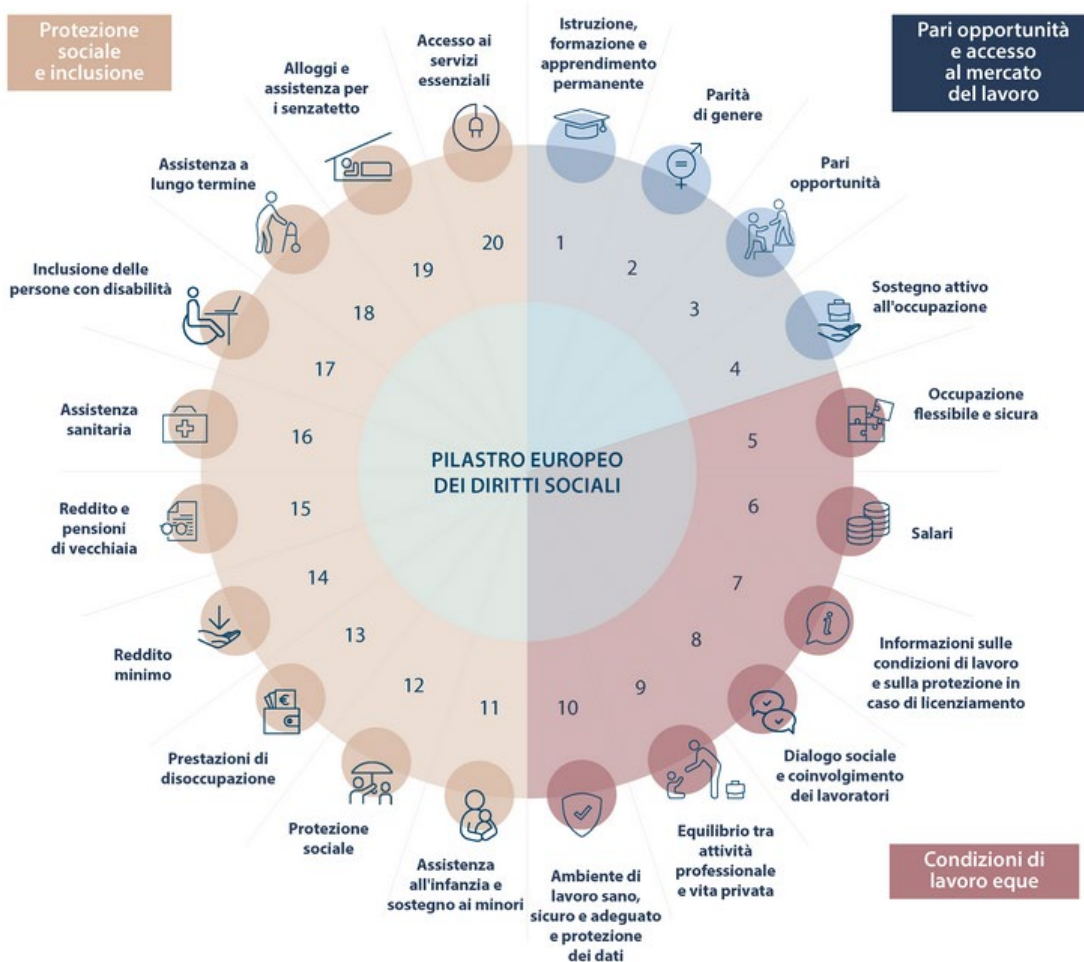 Protezione
sociale
e inclusione
Pari opportunità
e accesso
al mercato
del lavoro
Istruzione,
formazione e
apprendimento
permanente
Parità
di genere
Pari
opportunità
Sostegno attivo
all'occupazione
Occupazione
flessibile e sicura
Salari
Informazioni sulle
condizioni di lavoro
e sulla protezione in
caso di licenziamento
Dialogo sociale
e coinvolgimento
dei lavoratori
Equilibrio tra
attività
professionale
e vita privata
Ambiente di
lavoro sano,
sicuro e adeguato
e protezione
dei dati
Assistenza
all'infanzia e
sostegno ai minori
Protezione
sociale
Prestazioni di
disoccupazione
Reddito
minimo
Reddito e
pensioni
di vecchiaia
Assistenza
sanitaria
Inclusione delle
persone con disabilità
Assistenza a
lungo termine
Alloggi e
assistenza per
i senzatetto
Accesso ai
servizi
essenziali
1
2
3
4
5
6
7
8
9
10
11
12
13
14
15
16
17
18
19
20
PILASTRO EUROPEO
DEI DIRITTI SOCIALI
€
Condizioni di
lavoro eque